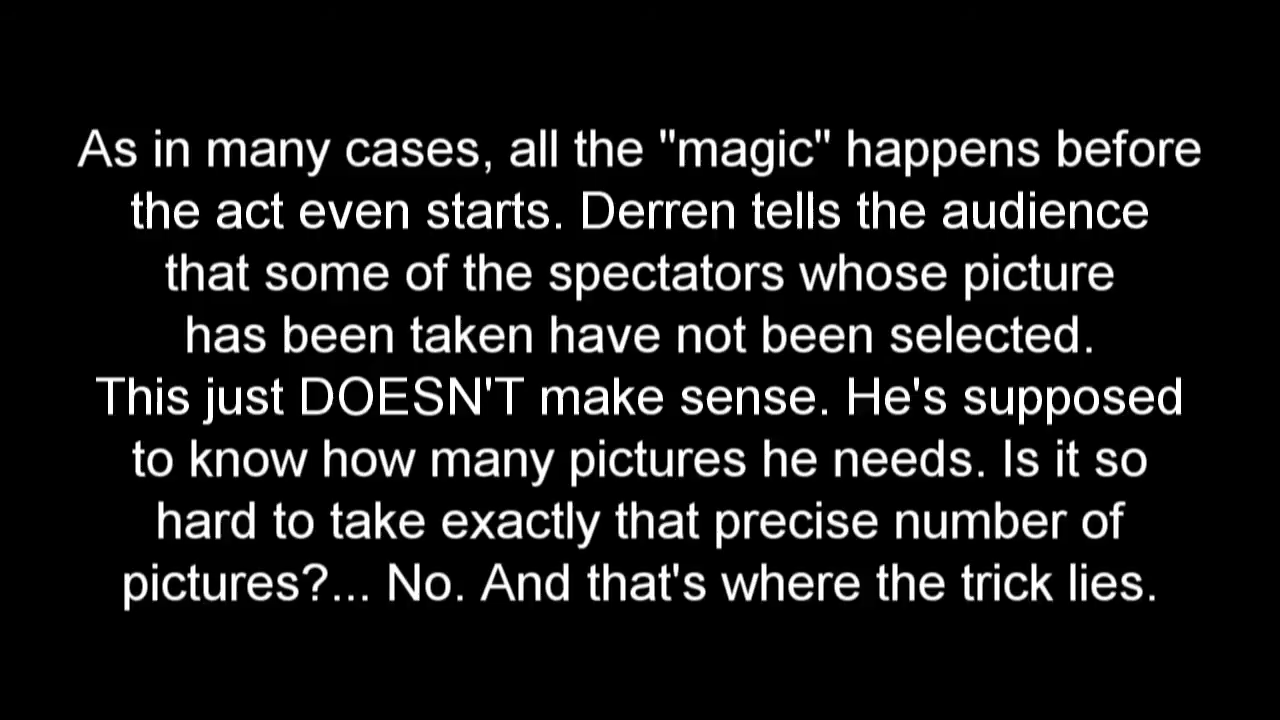 As in many cases, all the "magic" happens before
the act even starts. Derren tells the audience
that some of the spectators whose picture
has been taken have not been selected.
This just DOESN'T make sense. He's supposed
to know how many pictures he needs. Is it so
hard to take exactly that precise number of
pictures?... No. And that's where the trick lies.